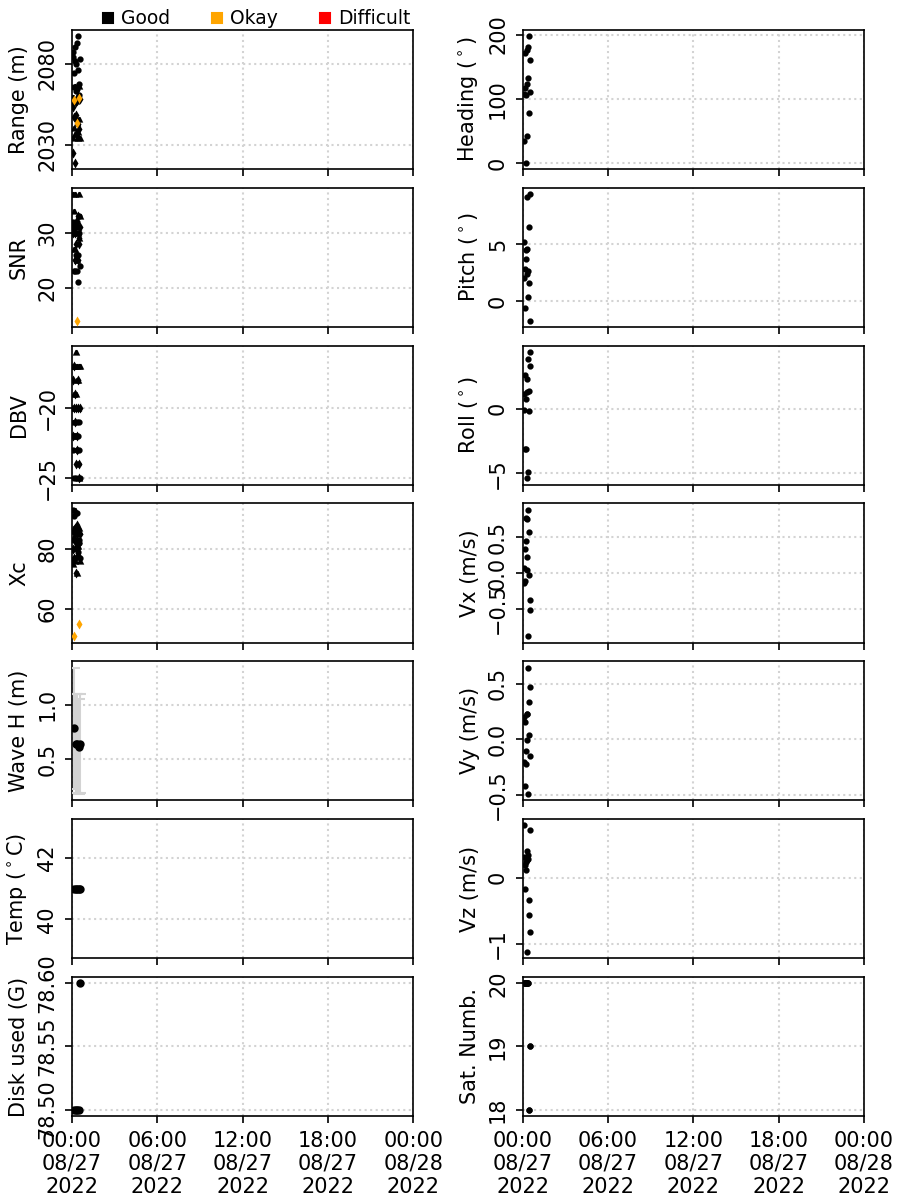 Good Okay Difficult
Range (m)
2080
2030
Heading (°)
200
100
0
SNR
30
20
Pitch (°)
5
0
DBV
−20
−25
Roll (°)
0
−5
Xc
80
60
Vx (m/s)
0.5
0.0
−0.5
Wave H (m)
1.0
0.5
Vy (m/s)
0.5
0.0
−0.5
Temp (°C)
42
40
Vz (m/s)
0
−1
Disk used (G)
78.60
78.55
78.50
Sat. Numb.
20
19
18
00:00 06:00 12:00 18:00 00:00
08/27 08/27 08/27 08/27 08/28
2022 2022 2022 2022 2022
00:00 06:00 12:00 18:00 00:00
08/27 08/27 08/27 08/27 08/28
2022 2022 2022 2022 2022